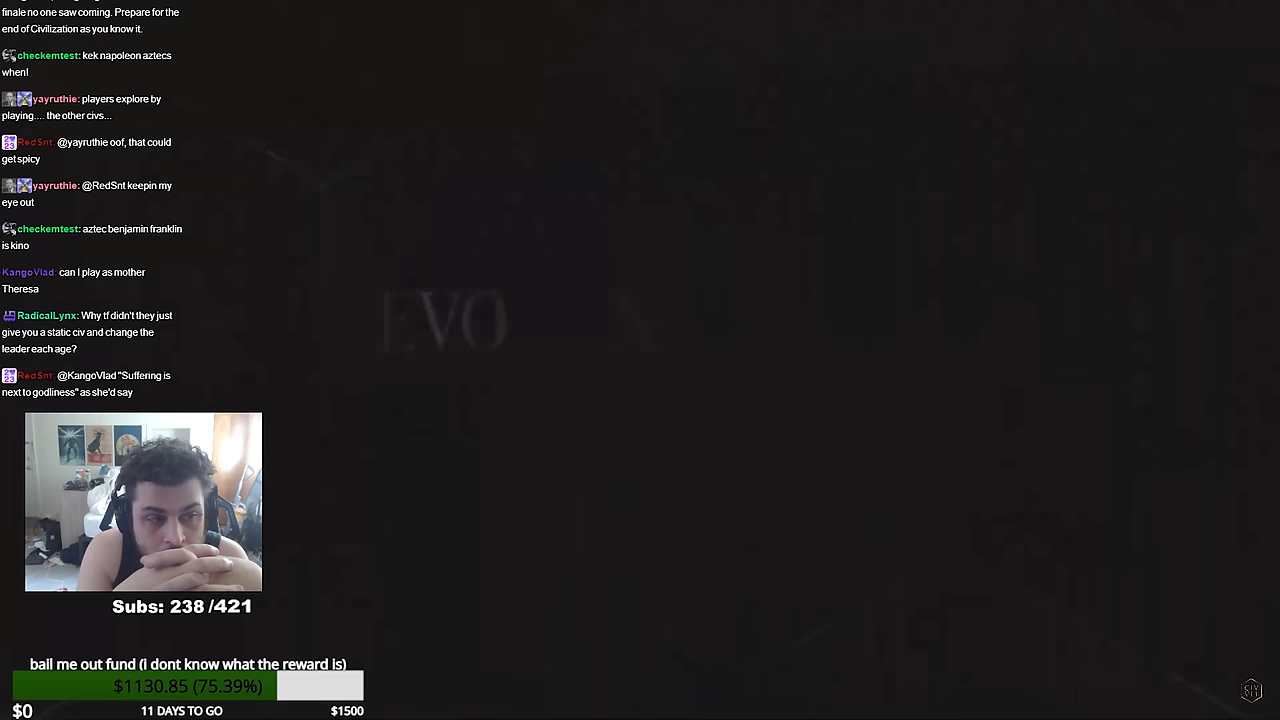 finale no one saw coming. Prepare for the
end of Civilization as you know it.
checkemtest: kek napoleon aztecs
when!
yayruthie: players explore by
playing.... the other civs...
RedSnt: @yayruthie oof, that could
get spicy
yayruthie: @RedSnt keepin my
eye out
checkemtest: aztec benjamin franklin
is kino
KangoVlad: can I play as mother
Theresa
RadicalLynx: Why tf didn't they just
give you a static civ and change the
leader each age?
RedSnt: @KangoVlad "Suffering is
next to godliness" as she'd say
EVO
Subs: 238 /421
bail me out fund (i dont know what the reward is)
$1130.85 (75.39%)
$0 11 DAYS TO GO $1500
CIV
VII